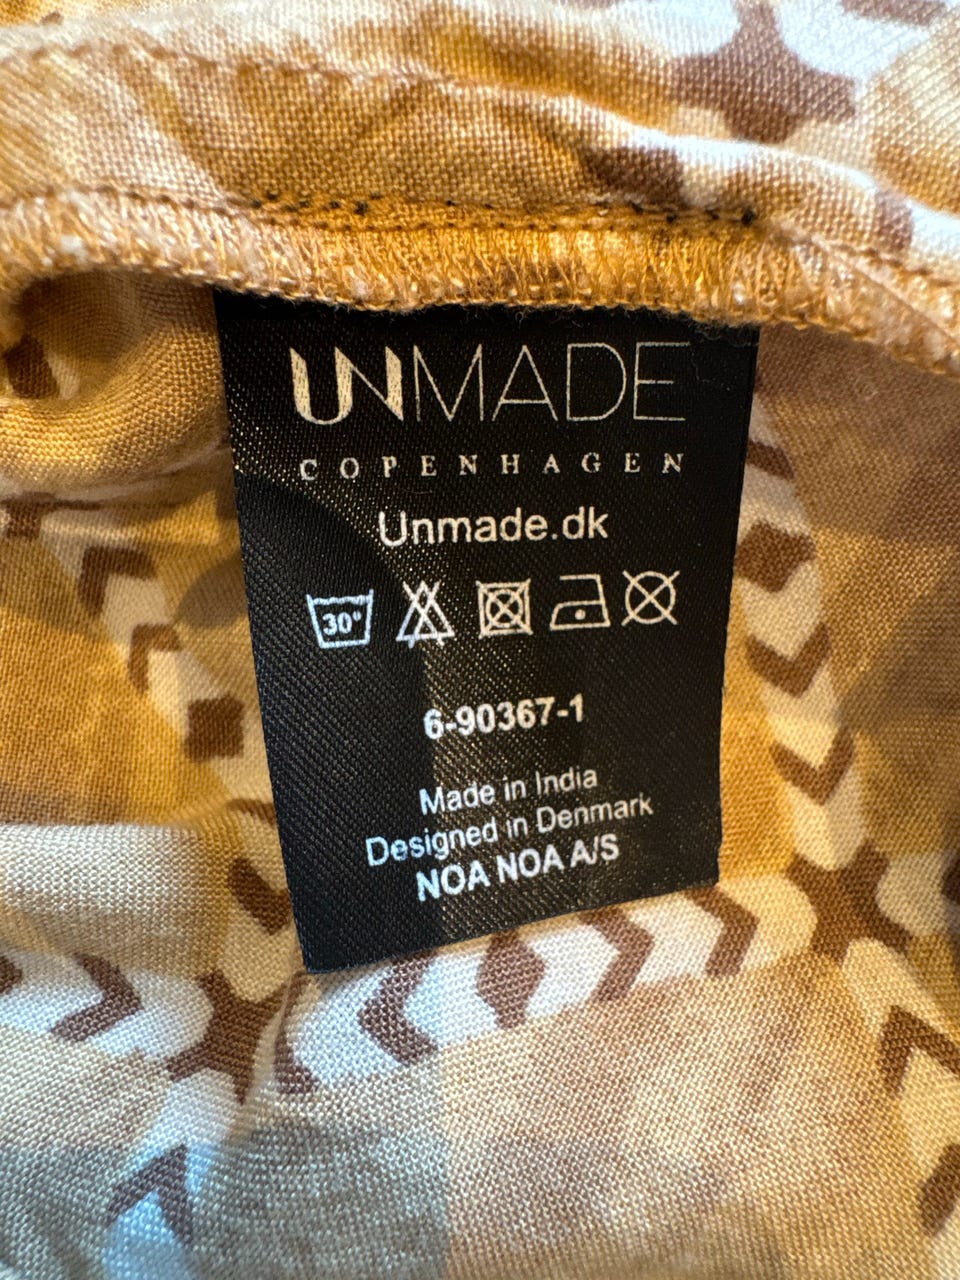 UNMADE
COPENHAGEN
Unmade.dk
30°
6-90367-1
Made in India
Designed in Denmark
NOA NOA A/S